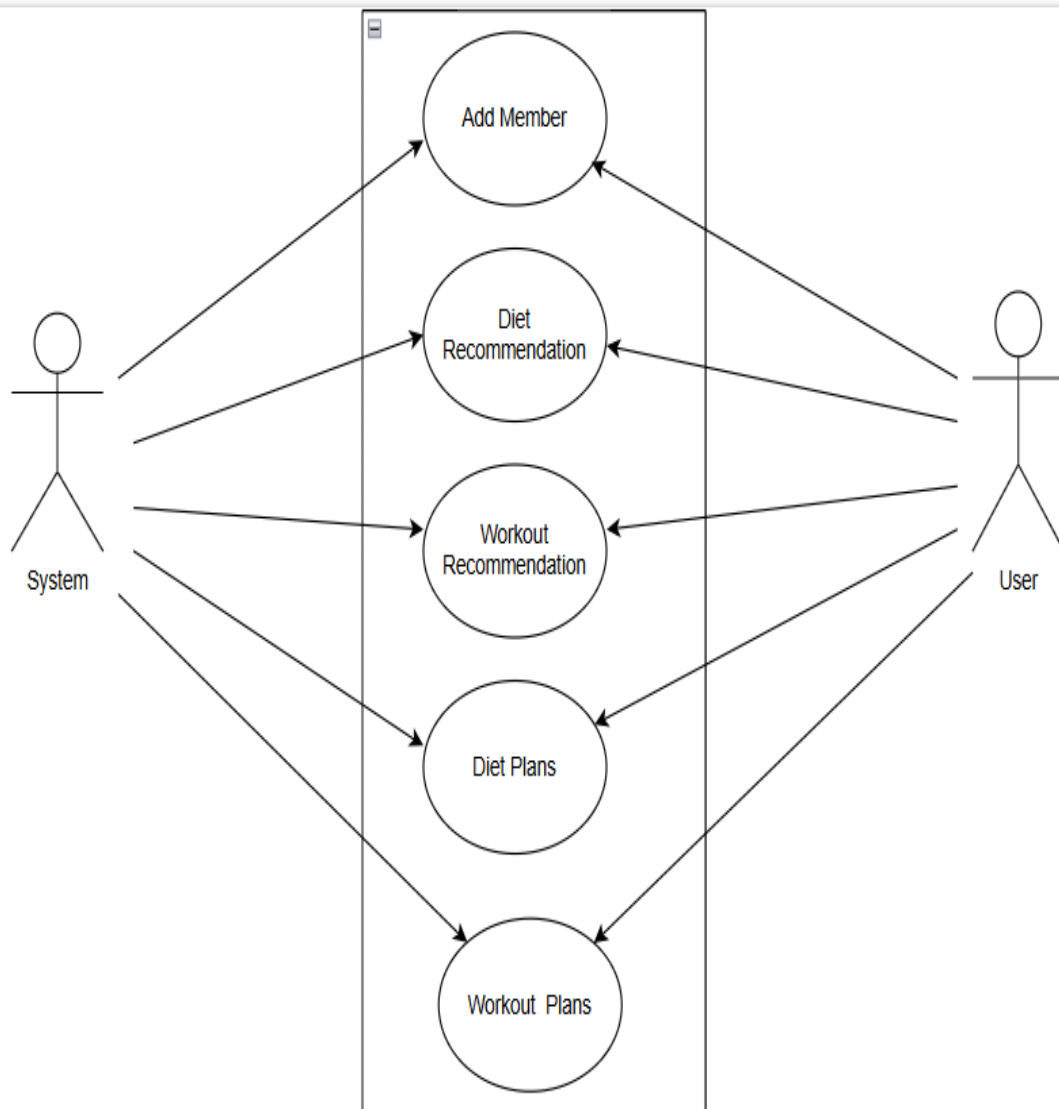 Add Member
Diet
Recommendation
Workout
Recommendation
System
User
Diet Plans
Workout Plans